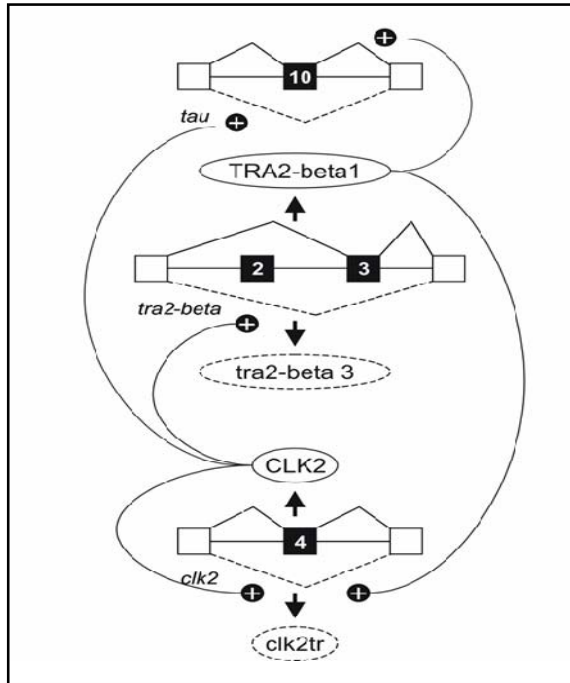 +
10
tau +
TRA2-beta1
2 3
tra2-beta
+
tra2-beta 3
CLK2
4
clk2
+ +
clk2tr